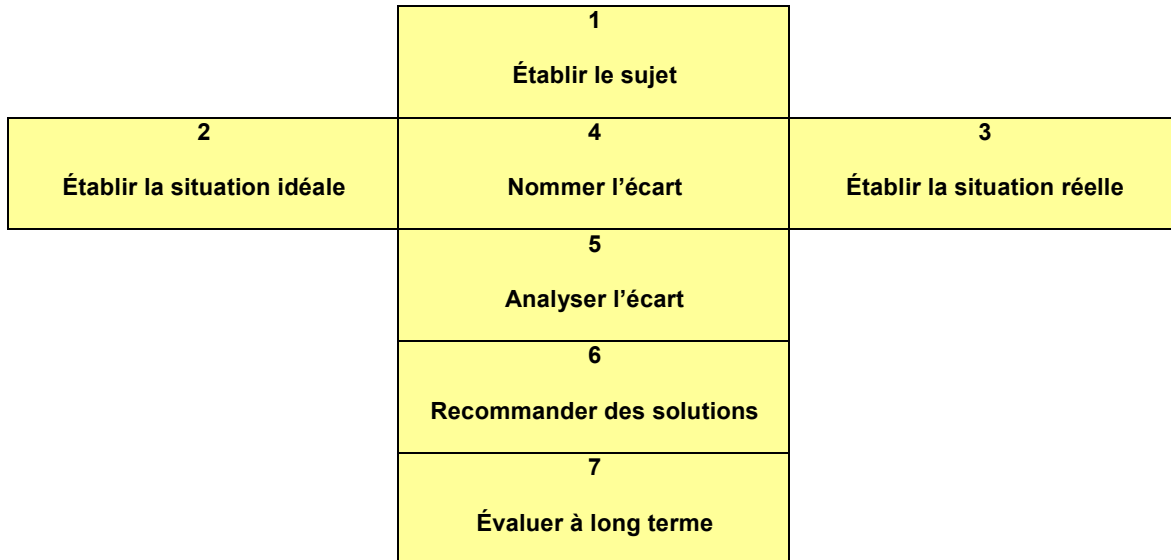 1
Établir le sujet
2
Établir la situation idéale
4
Nommer l'écart
3
Établir la situation réelle
5
Analyser l'écart
6
Recommander des solutions
7
Évaluer à long terme